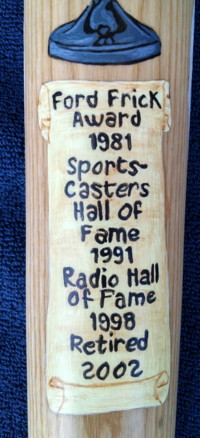 Ford Frick
Award
1981
Sports-
Casters
Hall of
Fame
1991
Radio Hall
of Fame
1998
Retired
2002